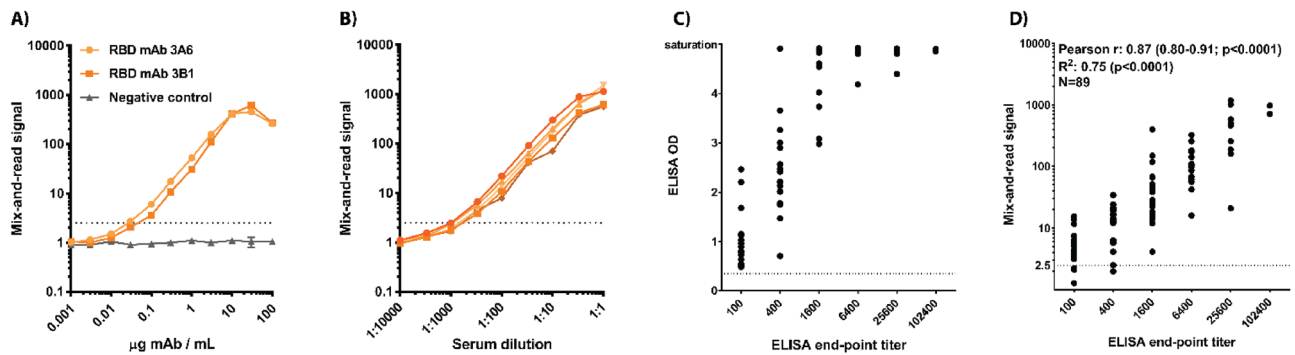 A)
10000
1000
100
10
1
0.1
Mix-and-read signal
RBD mAb 3A6
RBD mAb 3B1
Negative control
0.001
0.01
0.1
1
10
100
µg mAb / mL
B)
10000
1000
100
10
1
0.1
Mix-and-read signal
1:10000
1:1000
1:100
1:10
1:1
Serum dilution
C)
saturation
4
3
2
1
0
ELISA OD
100
400
1600
6400
25600
102400
ELISA end-point titer
D)
10000
1000
100
10
2.5
1
Mix-and-read signal
Pearson r: 0.87 (0.80-0.91; p<0.0001)
R²: 0.75 (p<0.0001)
N=89
100
400
1600
6400
25600
102400
ELISA end-point titer